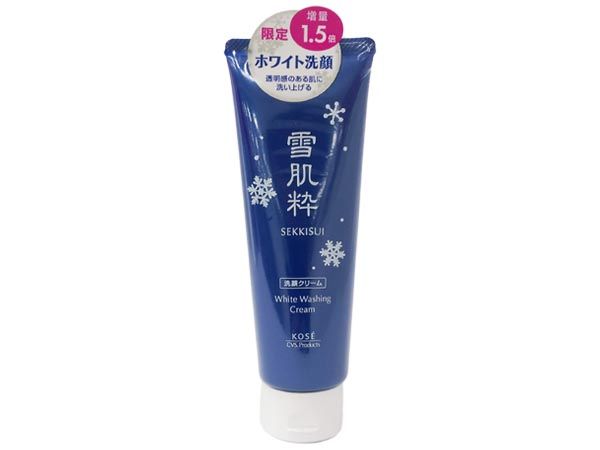 限定
増量
1.5倍
ホワイト洗顔
透明感のある肌に
洗い上げる
雪肌粋
SEKKISUI
洗顔クリーム
White Washing
Cream
KOSÉ
CVS. Products